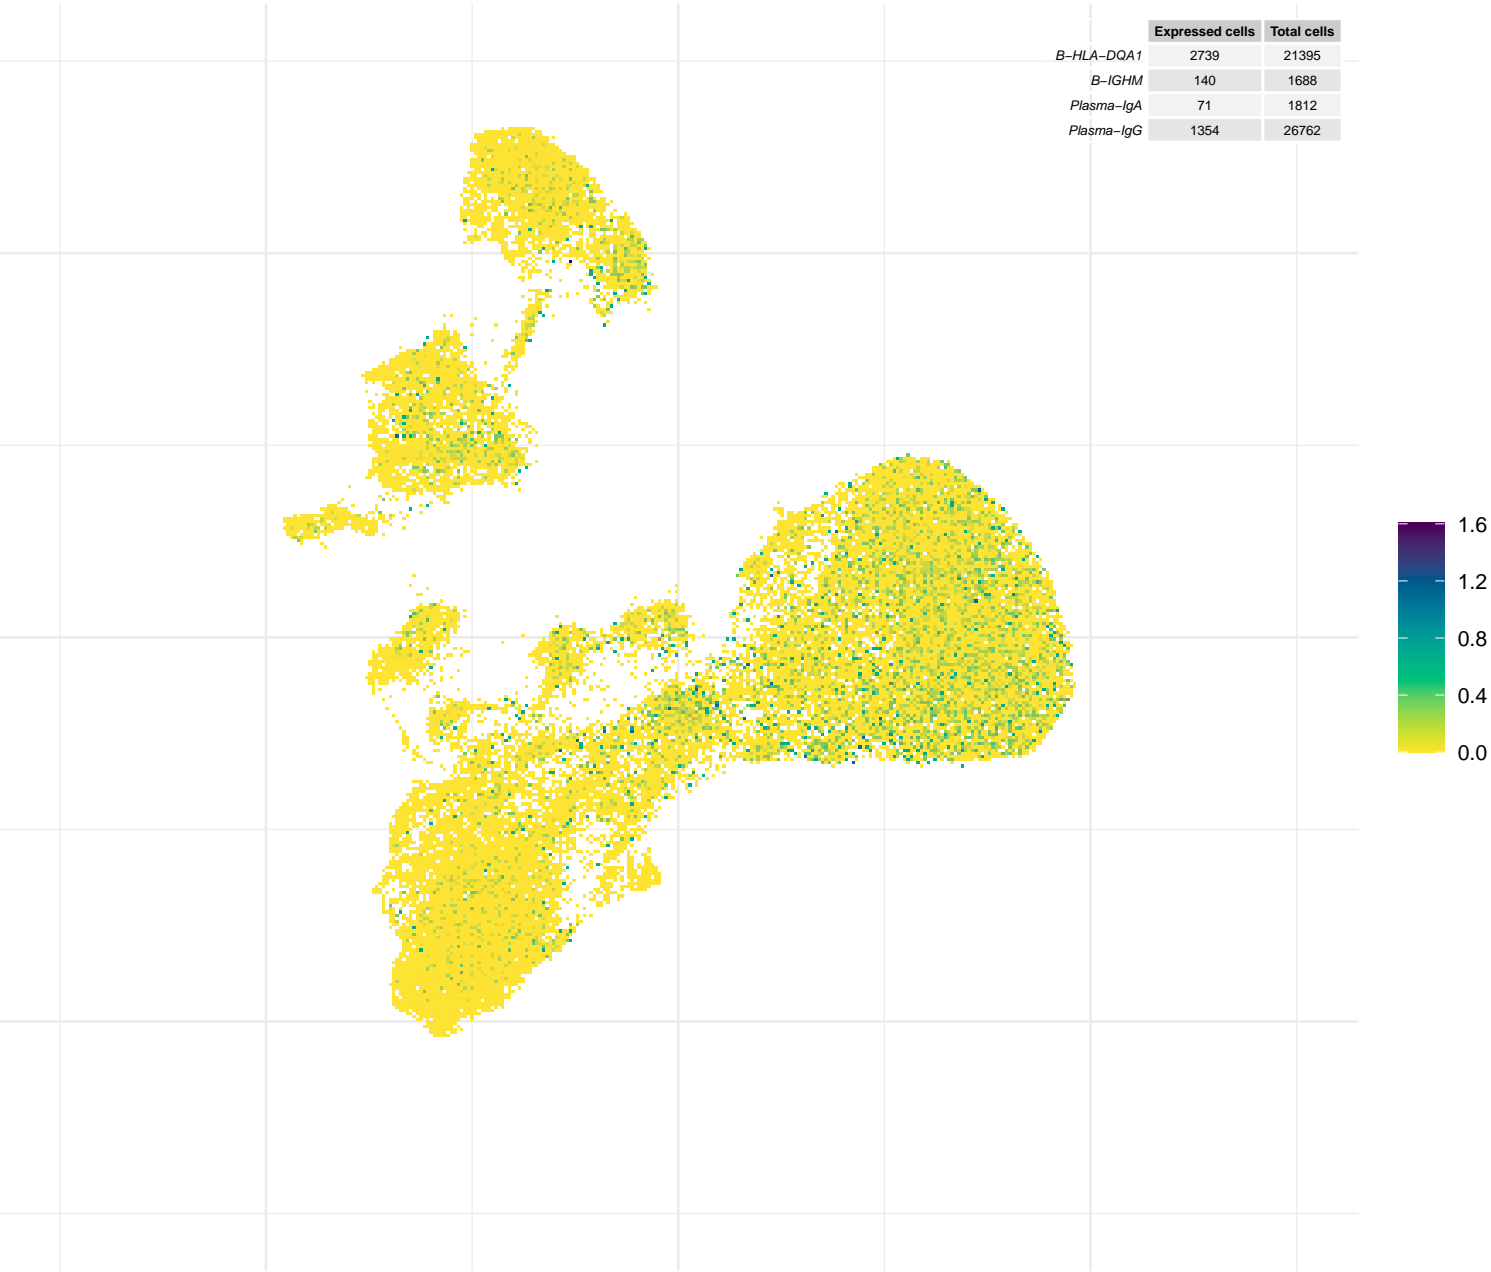 Expressed cells Total cells
B−HLA−DQA1 2739 21395
B−IGHM 140 1688
Plasma−IgA 71 1812
Plasma−IgG 1354 26762
1.6
1.2
0.8
0.4
0.0